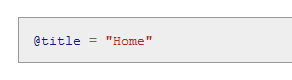 @title = "Home"